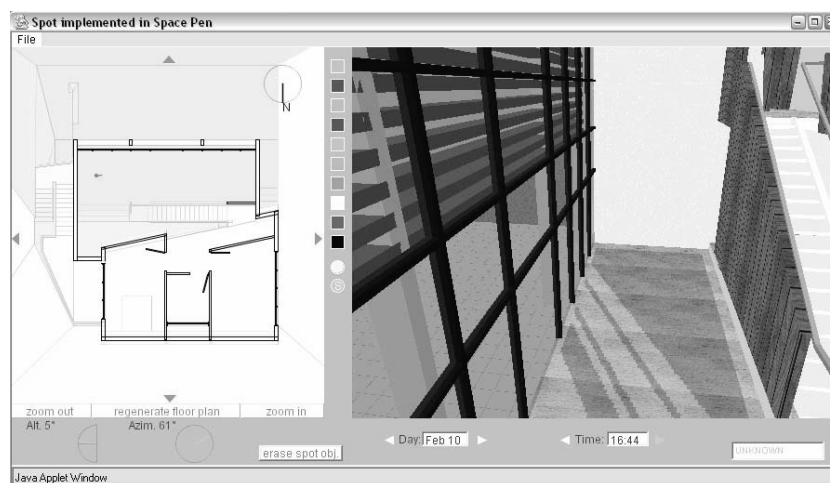 Spot implemented in Space Pen
File
N
S
zoom out
regenerate floor plan
zoom in
Alt. 5°
Azim. 61°
erase spot obj.
Day: Feb 10
Time: 16:44
UNKNOWN
Java Applet Window